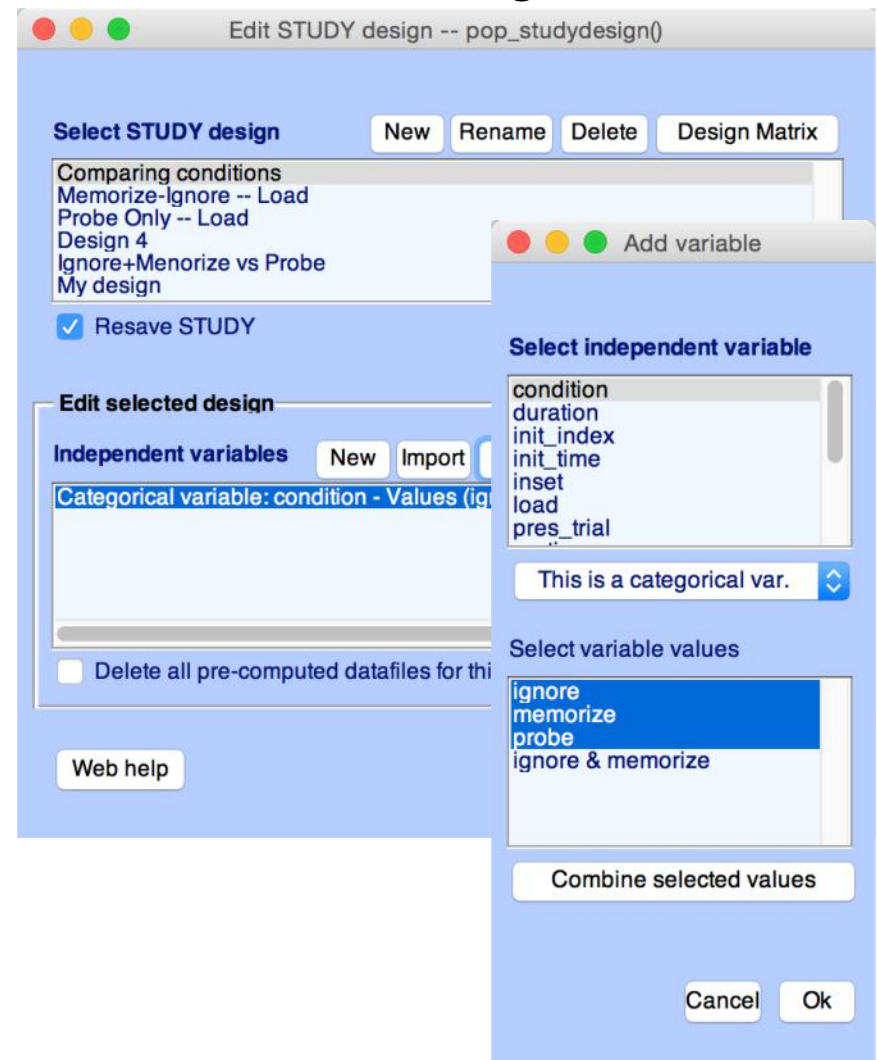 Edit STUDY design -- pop_studydesign()
Select STUDY design New Rename Delete Design Matrix
Comparing conditions
Memorize-Ignore -- Load
Probe Only -- Load
Design 4
Ignore+Menorize vs Probe
My design
Resave STUDY
Edit selected design
Independent variables New Import
Categorical variable: condition - Values (ig
Delete all pre-computed datafiles for thi
Web help
Add variable
Select independent variable
condition
duration
init_index
init_time
inset
load
pres_trial
This is a categorical var.
Select variable values
ignore
memorize
probe
ignore & memorize
Combine selected values
Cancel Ok